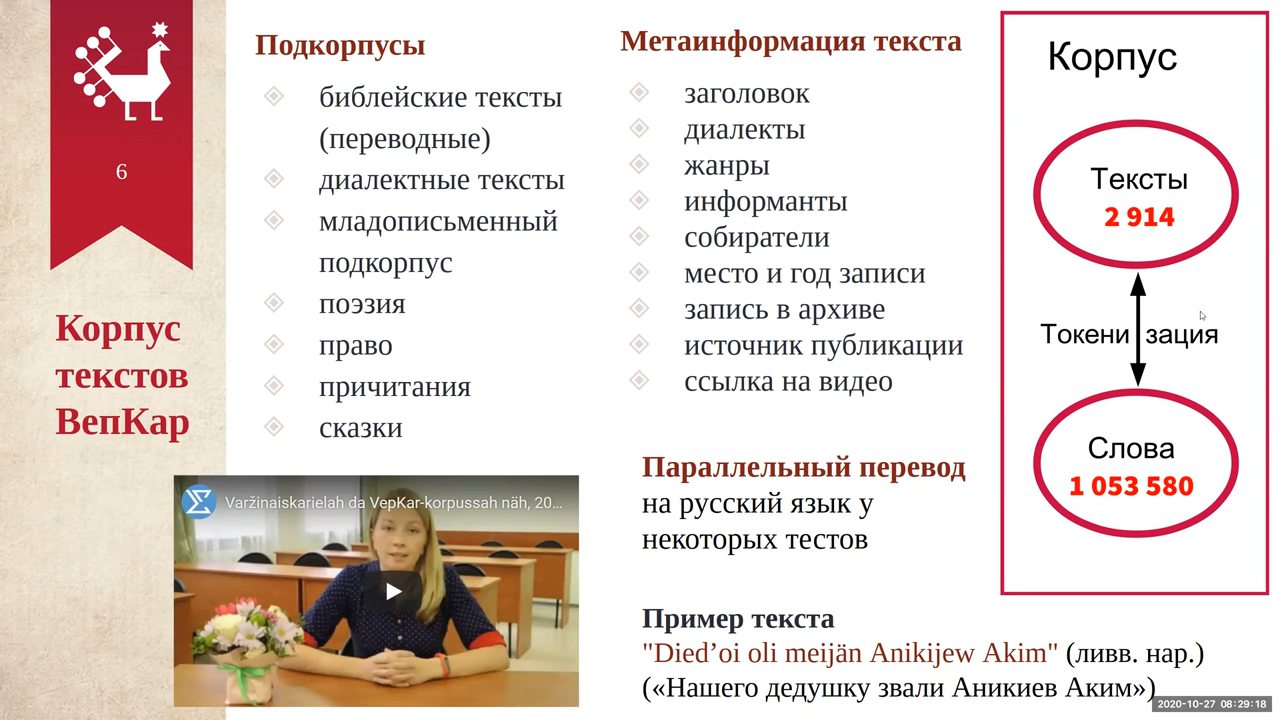 6
Корпус
текстов
ВепКар
Подкорпусы
библейские тексты
(переводные)
диалектные тексты
младописьменный
подкорпус
поэзия
право
причитания
сказки
Varžinaiskarielah da VepKar-korpussah näh, 20...
Метаинформация текста
заголовок
диалекты
жанры
информанты
собиратели
место и год записи
запись в архиве
источник публикации
ссылка на видео
Параллельный перевод
на русский язык у
некоторых тестов
Пример текста
"Died’oi oli meijän Anikijew Akim" (ливв. нар.)
(«Нашего дедушку звали Аникиев Аким»)
Корпус
Тексты
2 914
Токени зация
Слова
1 053 580
2020-10-27 08:29:18